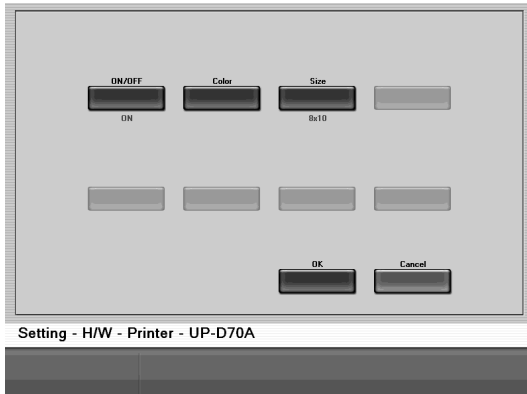 ON/OFF Color Size
ON 8x10
OK Cancel
Setting - H/W - Printer - UP-D70A